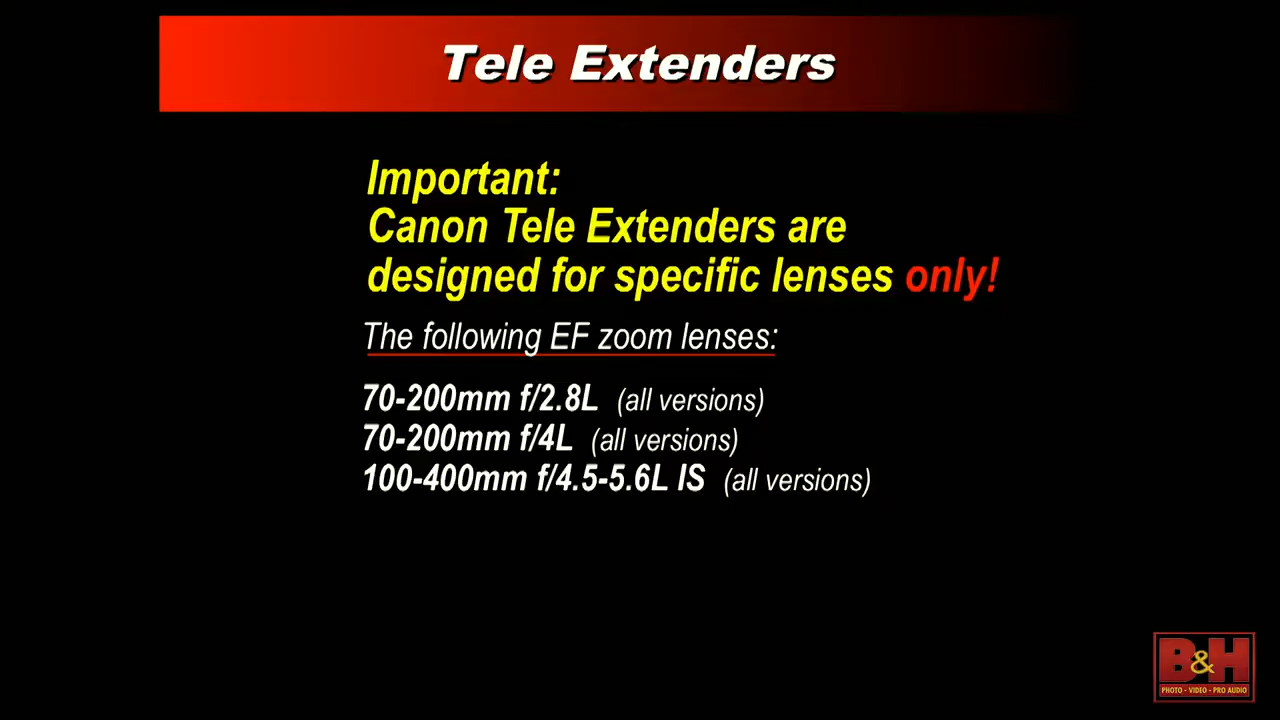 Tele Extenders
Important:
Canon Tele Extenders are
designed for specific lenses only!
The following EF zoom lenses:
70-200mm f/2.8L (all versions)
70-200mm f/4L (all versions)
100-400mm f/4.5-5.6L IS (all versions)
B&H
PHOTO - VIDEO - PRO AUDIO